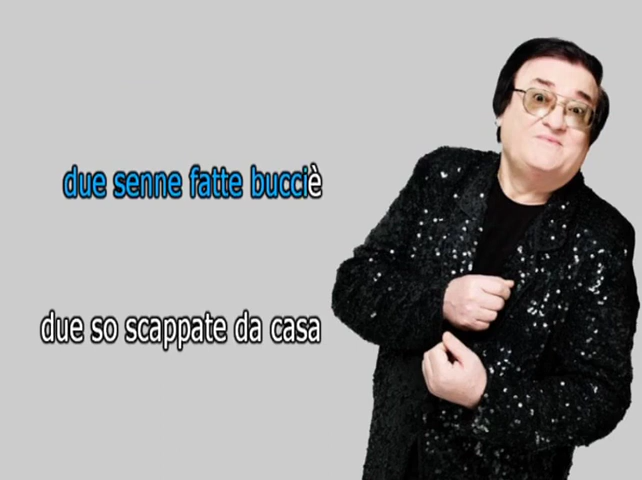 due senne fatte bucciè
due so scappate da casa